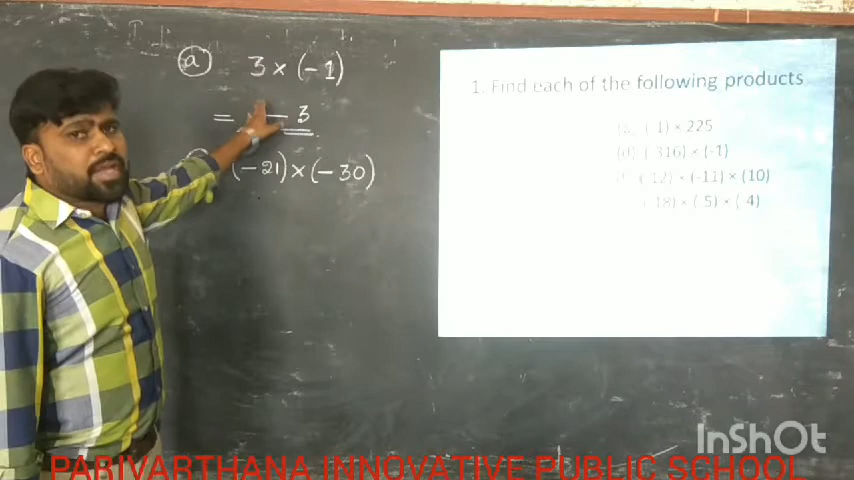 (a) 3 × (-1)
= -3
(-21) × (-30)
1. Find each of the following products
1) × 225
(d) (-316) × (-1)
12) × (-11) × (10)
18) × ( 5) × ( 4)
InShOt
PARIVARTHANA INNOVATIVE PUBLIC SCHOOL